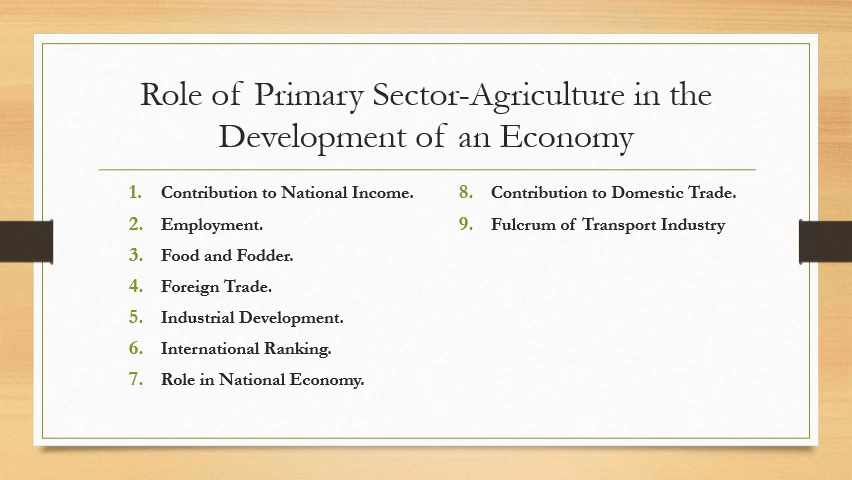 Role of Primary Sector-Agriculture in the
Development of an Economy
1. Contribution to National Income.
2. Employment.
3. Food and Fodder.
4. Foreign Trade.
5. Industrial Development.
6. International Ranking.
7. Role in National Economy.
8. Contribution to Domestic Trade.
9. Fulcrum of Transport Industry